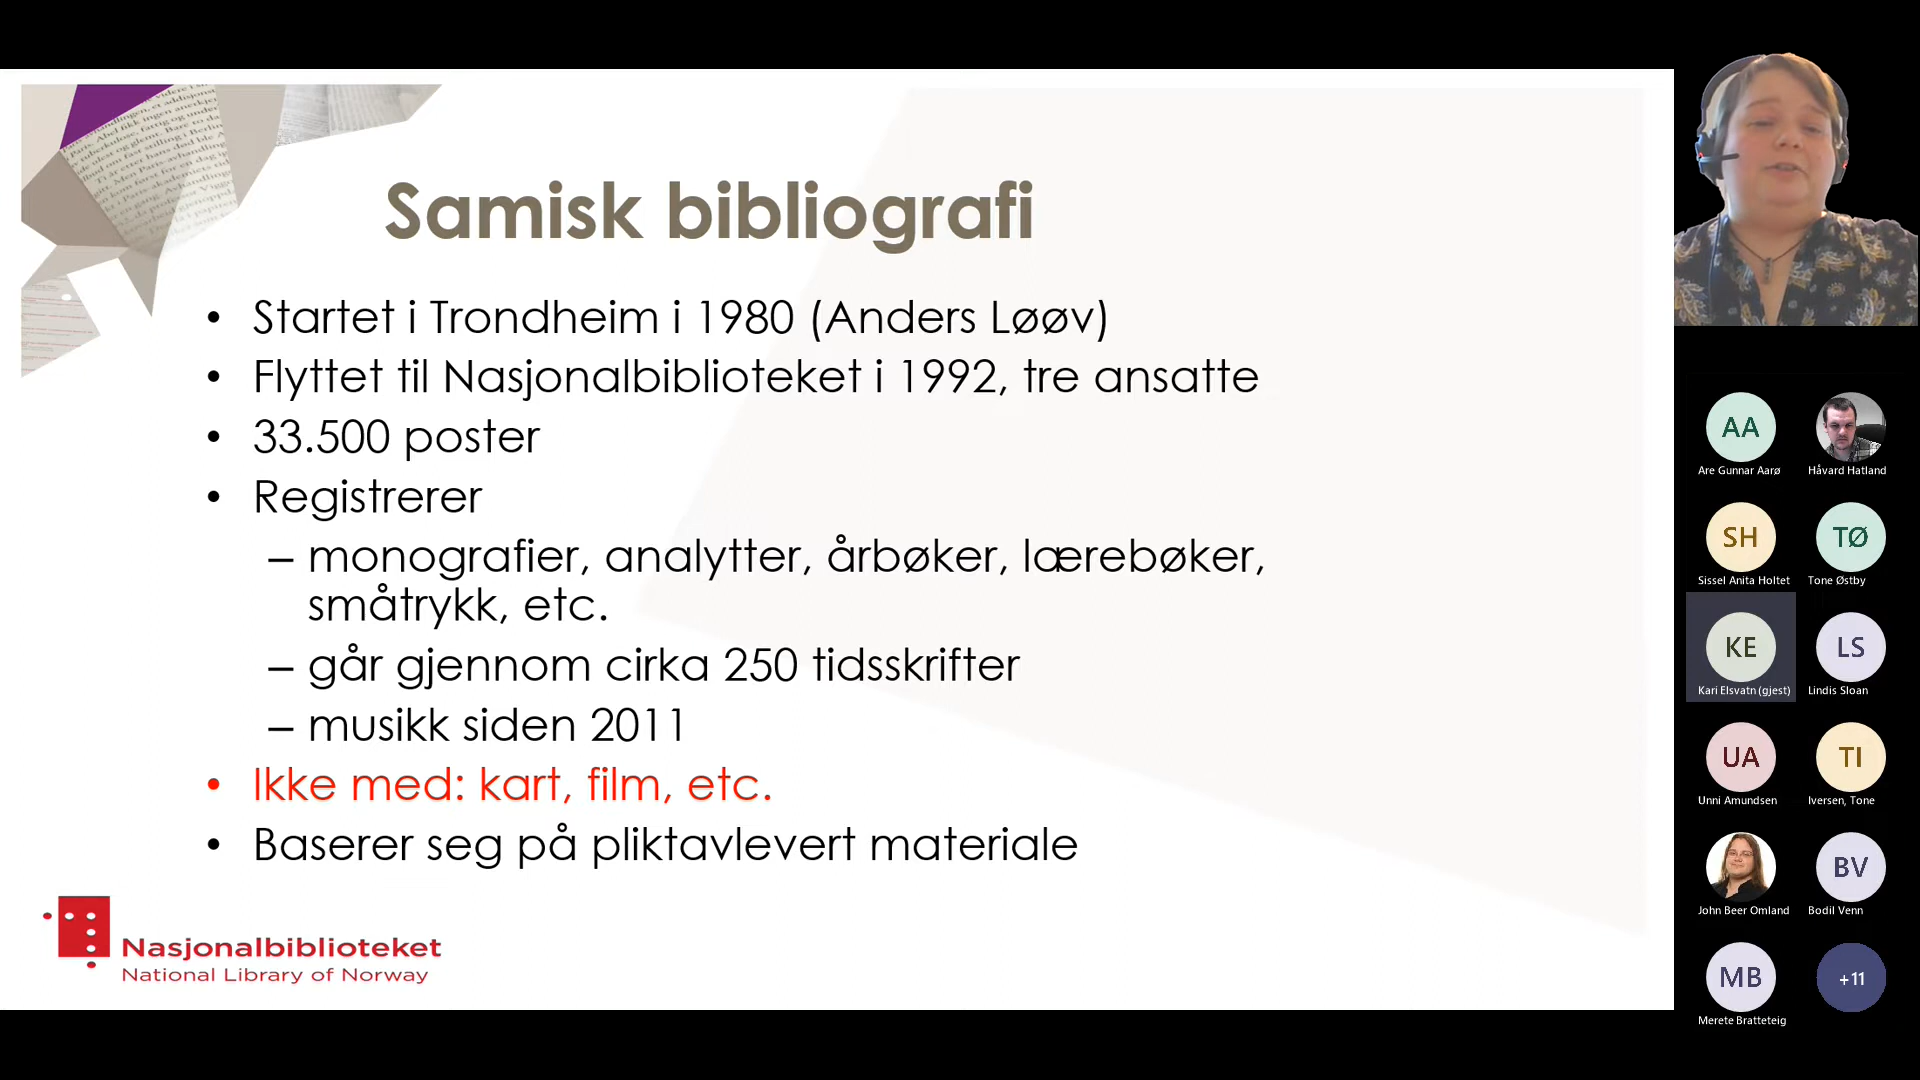 Samisk bibliografi
• Startet i Trondheim i 1980 (Anders Løøv)
• Flyttet til Nasjonalbiblioteket i 1992, tre ansatte
• 33.500 poster
• Registrerer
– monografier, analytter, årbøker, lærebøker,
småtrykk, etc.
– går gjennom cirka 250 tidsskrifter
– musikk siden 2011
• Ikke med: kart, film, etc.
• Baserer seg på pliktavlevert materiale
Nasjonalbiblioteket
National Library of Norway
AA
Are Gunnar Aarø
Håvard Hatland
SH
Sissel Anita Holtet
TØ
Tone Østby
KE
Kari Elsvatn (gjest)
LS
Lindis Sloan
UA
Unni Amundsen
TI
Iversen, Tone
John Beer Omland
BV
Bodil Venn
MB
Merete Bratteteig
+11